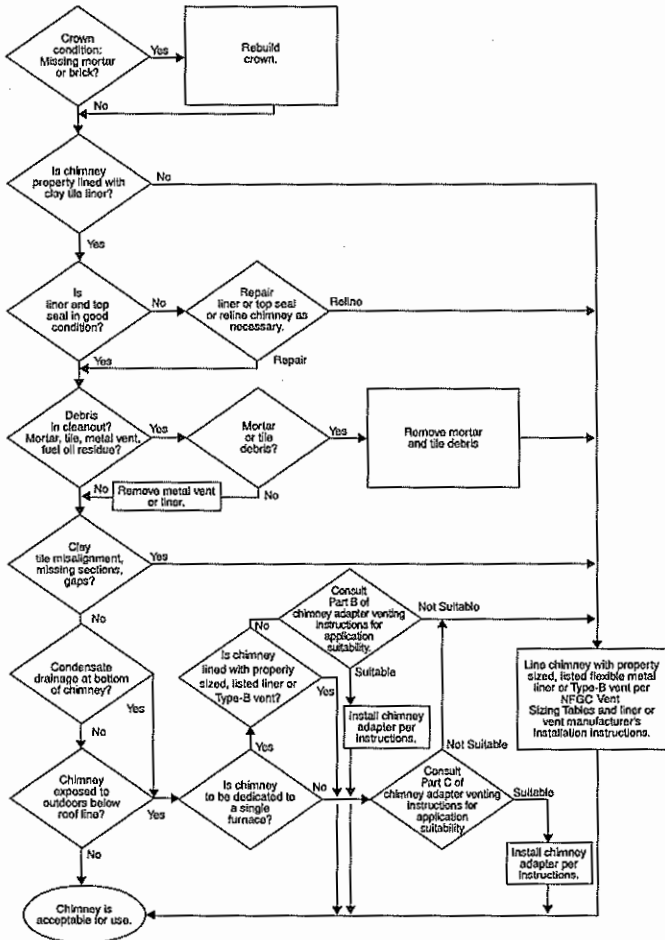 Crown
condition:
Missing mortar
or brick?
Yes
Rebuild
crown.
No
Is chimney
property lined with
clay tile liner?
No
Yes
Is
liner and top
seal in good
condition?
No
Repair
liner or top seal
or reline chimney as
necessary.
Reline
Yes
Repair
Debris
in cleanout?
Mortar, tile, metal vent,
fuel oil residue?
Yes
Mortar
or tile
debris?
Yes
Remove mortar
and tile debris
No
Remove metal vent
or liner.
No
Clay
tile misalignment,
missing sections,
gaps?
Yes
No
Condensate
drainage at bottom
of chimney?
Yes
No
Is chimney
lined with properly
sized, listed liner or
Type-B vent?
No
Yes
Consult
Part B of
chimney adapter venting
instructions for
application
suitability.
Not Suitable
Suitable
Install chimney
adapter per
instructions.
Line chimney with property
sized, listed flexible metal
liner or Type-B vent per
NFGC Vent
Sizing Tables and liner or
vent manufacturer's
installation instructions.
Chimney
exposed to
outdoors below
roof line?
Yes
No
Is chimney
to be dedicated to
a single
furnace?
Yes
No
Consult
Part C of
chimney adapter venting
instructions for
application
suitability
Not Suitable
Suitable
Install chimney
adapter per
instructions.
Chimney is
acceptable for use.